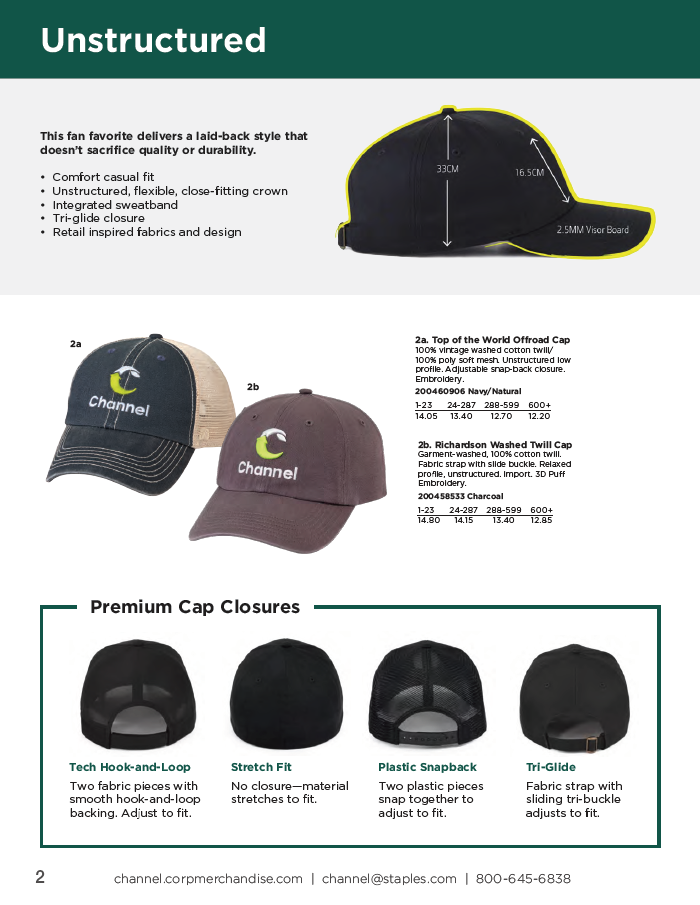 Unstructured
This fan favorite delivers a laid-back style that
doesn't sacrifice quality or durability.
• Comfort casual fit
• Unstructured, flexible, close-fitting crown
• Integrated sweatband
• Tri-glide closure
• Retail inspired fabrics and design
33CM
16.5CM
2.5MM Visor Board
2a
Channel
2b
Channel
2a. Top of the World Offroad Cap
100% vintage washed cotton twill/
100% poly soft mesh. Unstructured low
profile. Adjustable snap-back closure.
Embroidery.
200460906 Navy/Natural
1-23 24-287 288-599 600+
14.05 13.40 12.70 12.20
2b. Richardson Washed Twill Cap
Garment-washed, 100% cotton twill.
Fabric strap with slide buckle. Relaxed
profile, unstructured. Import. 3D Puff
Embroidery.
200458533 Charcoal
1-23 24-287 288-599 600+
14.80 14.15 13.40 12.85
Premium Cap Closures
Tech Hook-and-Loop
Two fabric pieces with
smooth hook-and-loop
backing. Adjust to fit.
Stretch Fit
No closure—material
stretches to fit.
Plastic Snapback
Two plastic pieces
snap together to
adjust to fit.
Tri-Glide
Fabric strap with
sliding tri-buckle
adjusts to fit.
2 channel.corpmerchandise.com | channel@staples.com | 800-645-6838